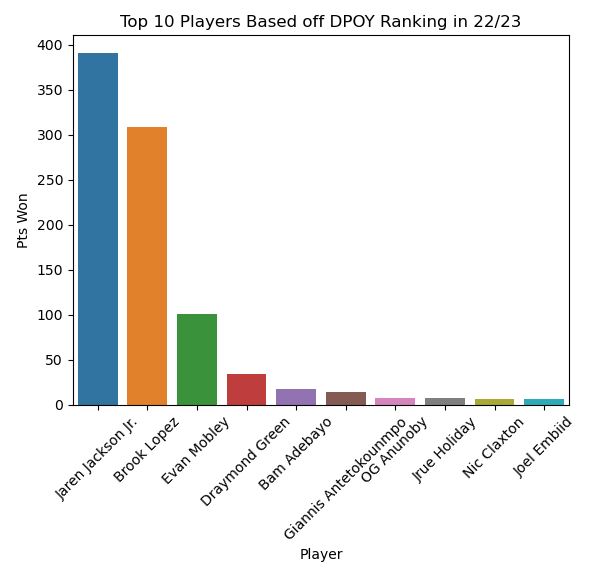 Top 10 Players Based off DPOY Ranking in 22/23
400
350
300
250
200
150
100
50
0
Pts Won
Jaren Jackson Jr.
Brook Lopez
Evan Mobley
Draymond Green
Bam Adebayo
Giannis Antetokounmpo
OG Anunoby
Jrue Holiday
Nic Claxton
Joel Embiid
Player